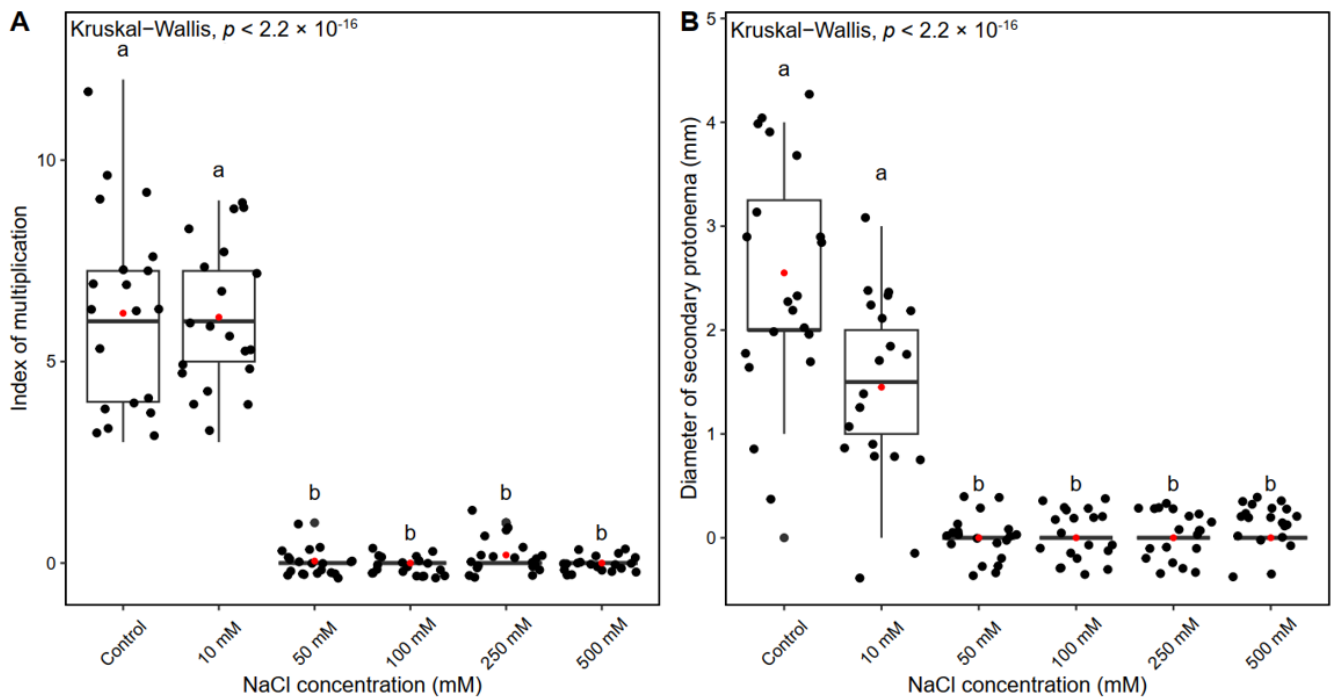 A
Kruskal−Wallis, p < 2.2 × 10⁻¹⁶
a
a
b
b
b
b
10
5
0
Index of multiplication
Control
10 mM
50 mM
100 mM
250 mM
500 mM
NaCl concentration (mM)
B
Kruskal−Wallis, p < 2.2 × 10⁻¹⁶
a
a
b
b
b
b
5
4
3
2
1
0
Diameter of secondary protonema (mm)
Control
10 mM
50 mM
100 mM
250 mM
500 mM
NaCl concentration (mM)